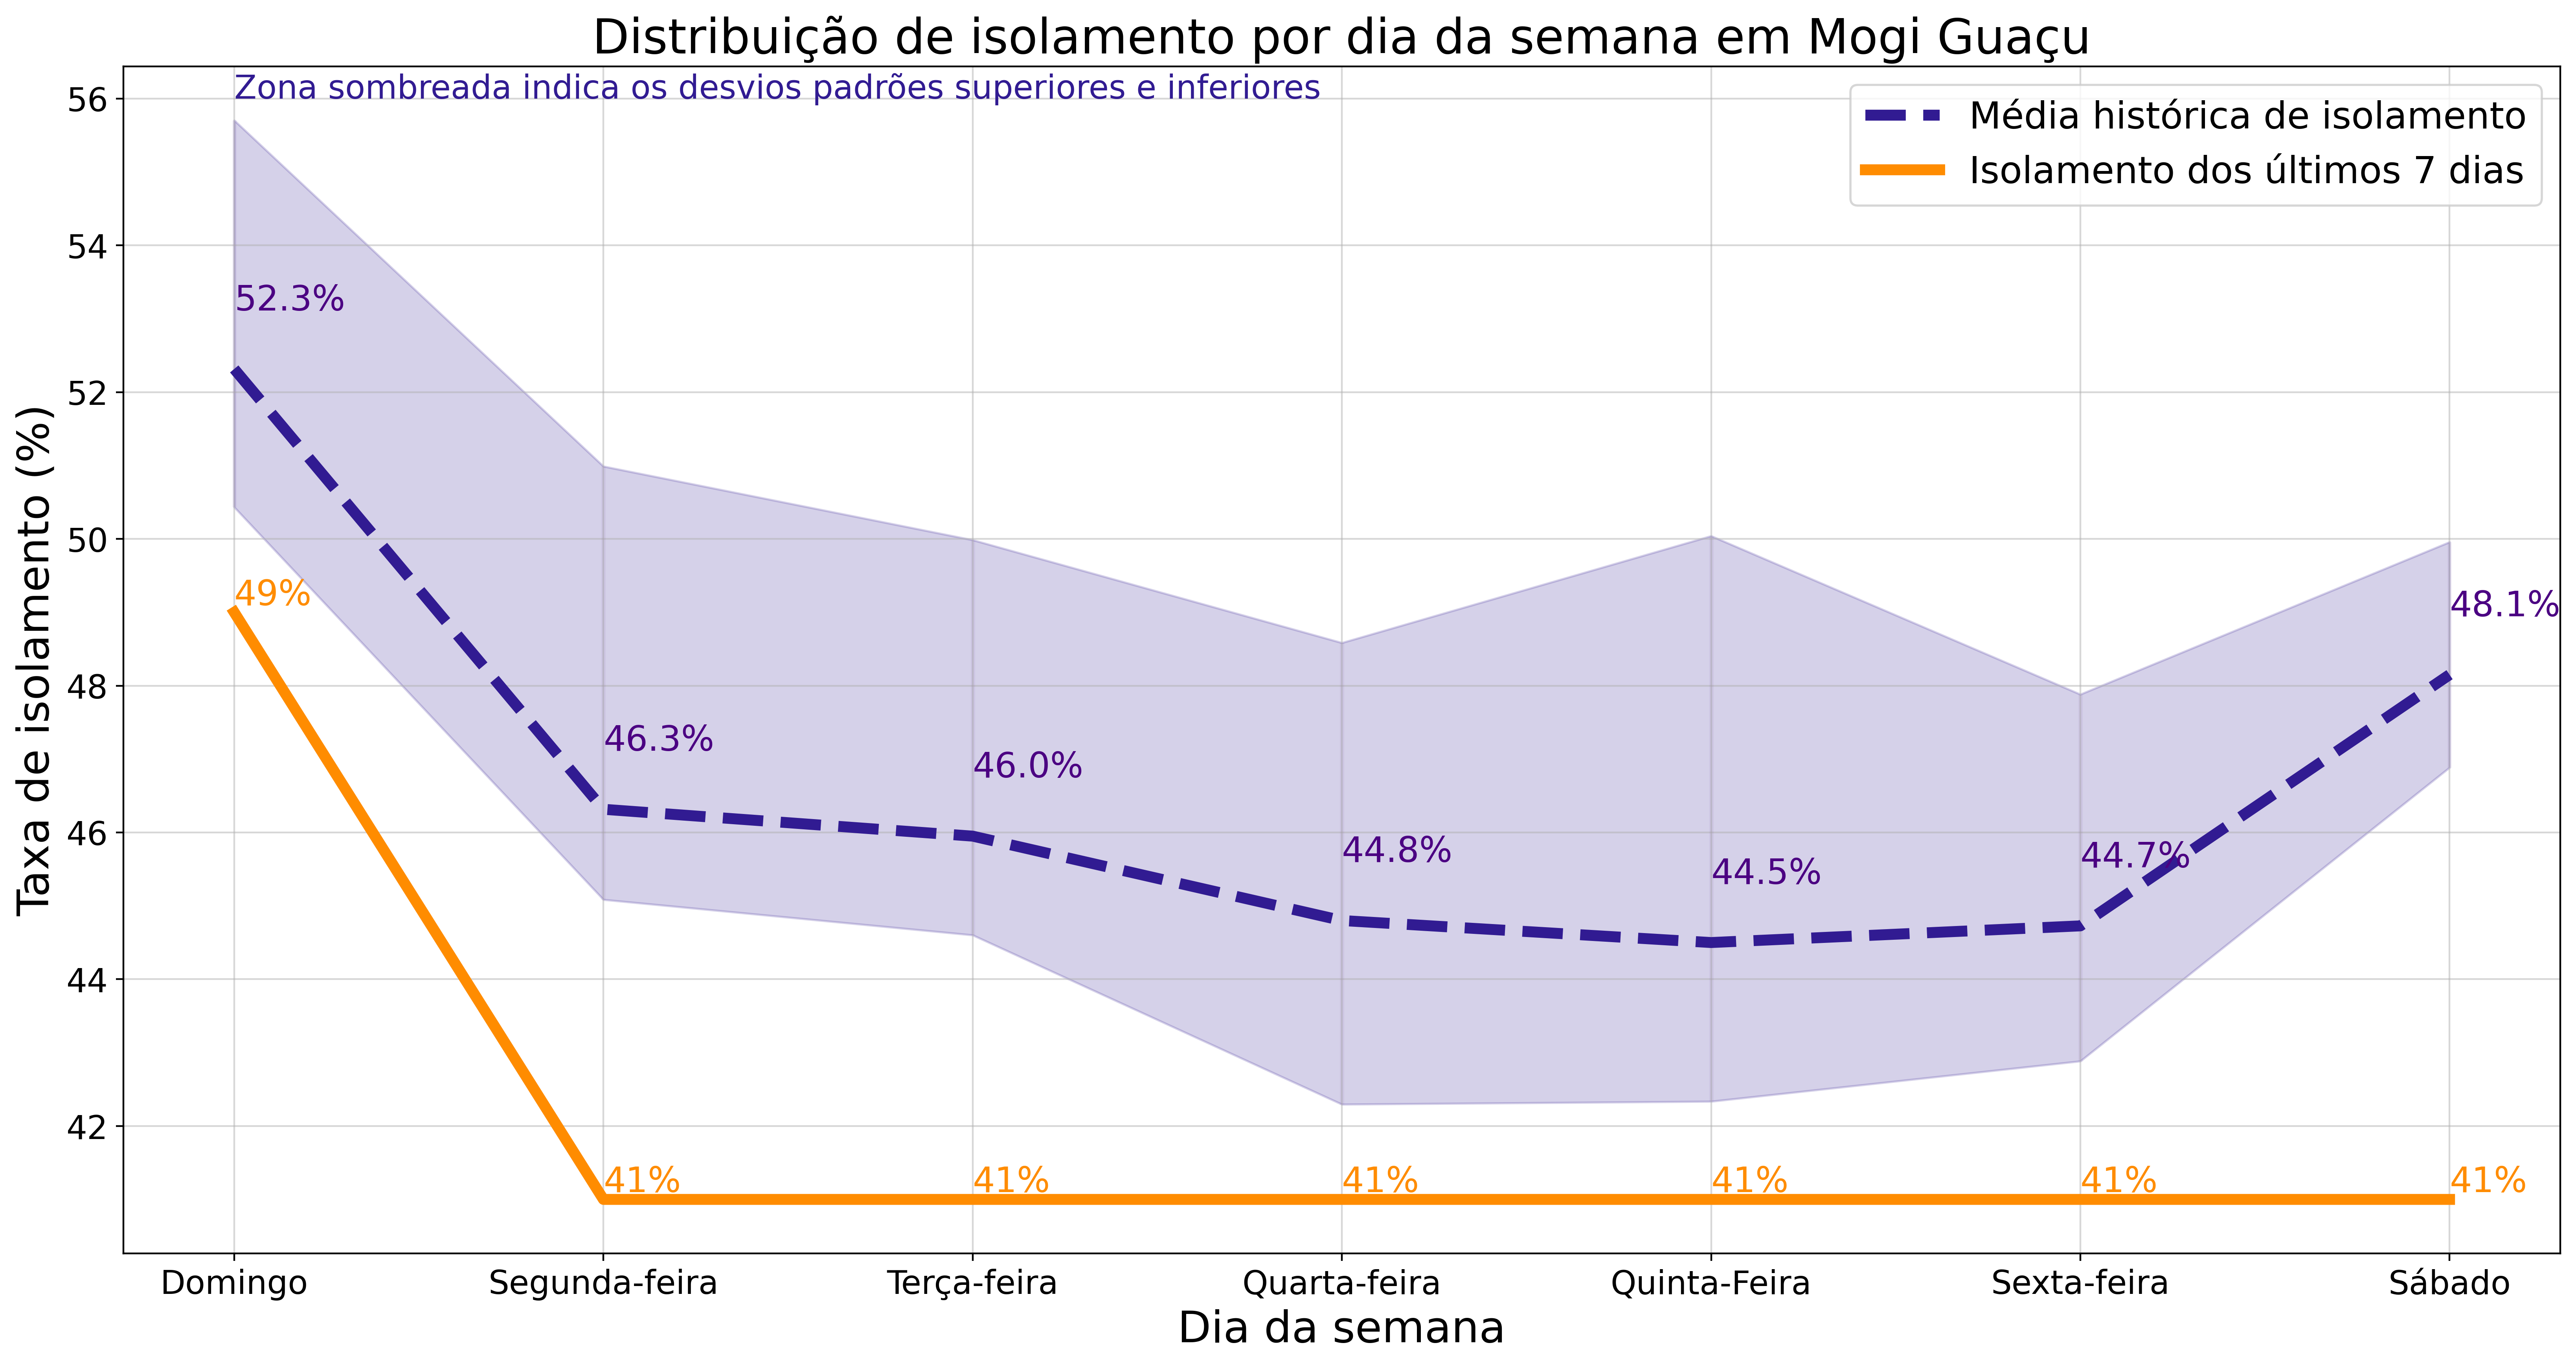 Distribuição de isolamento por dia da semana em Mogi Guaçu
Zona sombreada indica os desvios padrões superiores e inferiores
Média histórica de isolamento
Isolamento dos últimos 7 dias
Taxa de isolamento (%)
56
54
52
50
48
46
44
42
52.3%
46.3%
46.0%
44.8%
44.5%
44.7%
48.1%
49%
41%
41%
41%
41%
41%
41%
Domingo
Segunda-feira
Terça-feira
Quarta-feira
Quinta-Feira
Sexta-feira
Sábado
Dia da semana